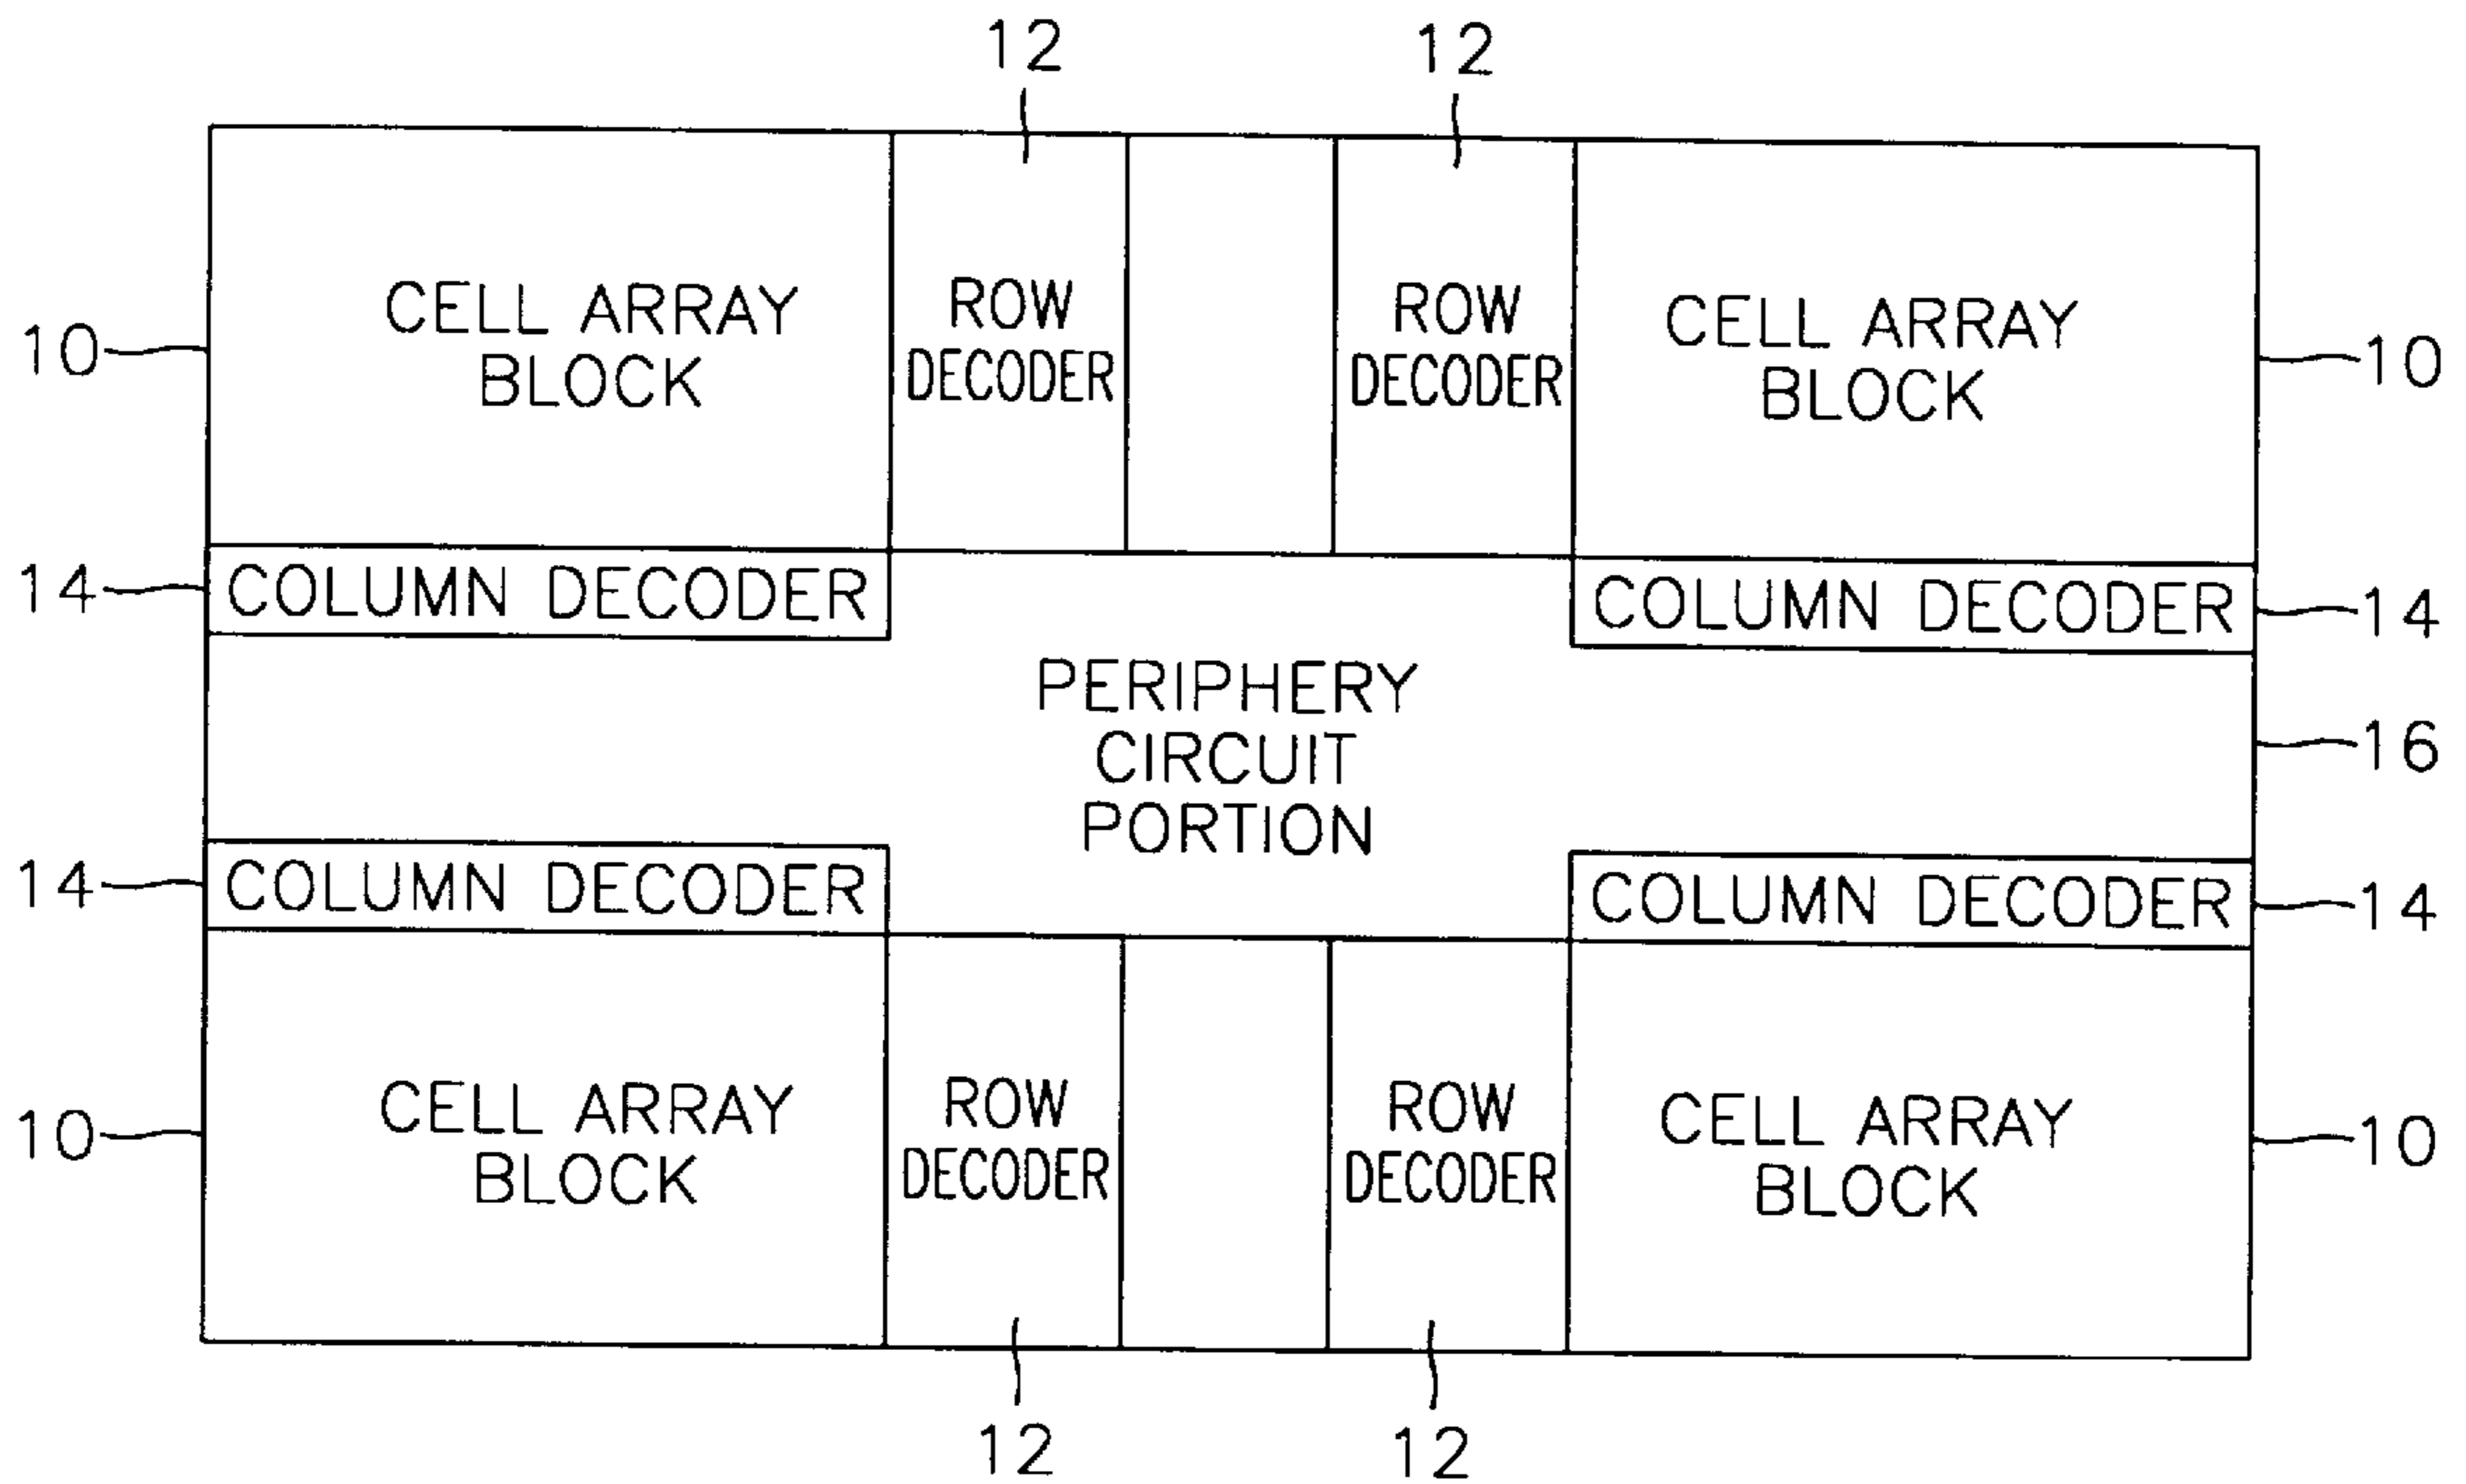 12
12
CELL ARRAY
BLOCK
ROW
DECODER
ROW
DECODER
CELL ARRAY
BLOCK
10
10
14
COLUMN DECODER
COLUMN DECODER
14
PERIPHERY
CIRCUIT
PORTION
16
14
COLUMN DECODER
COLUMN DECODER
14
10
CELL ARRAY
BLOCK
ROW
DECODER
ROW
DECODER
CELL ARRAY
BLOCK
10
12
12